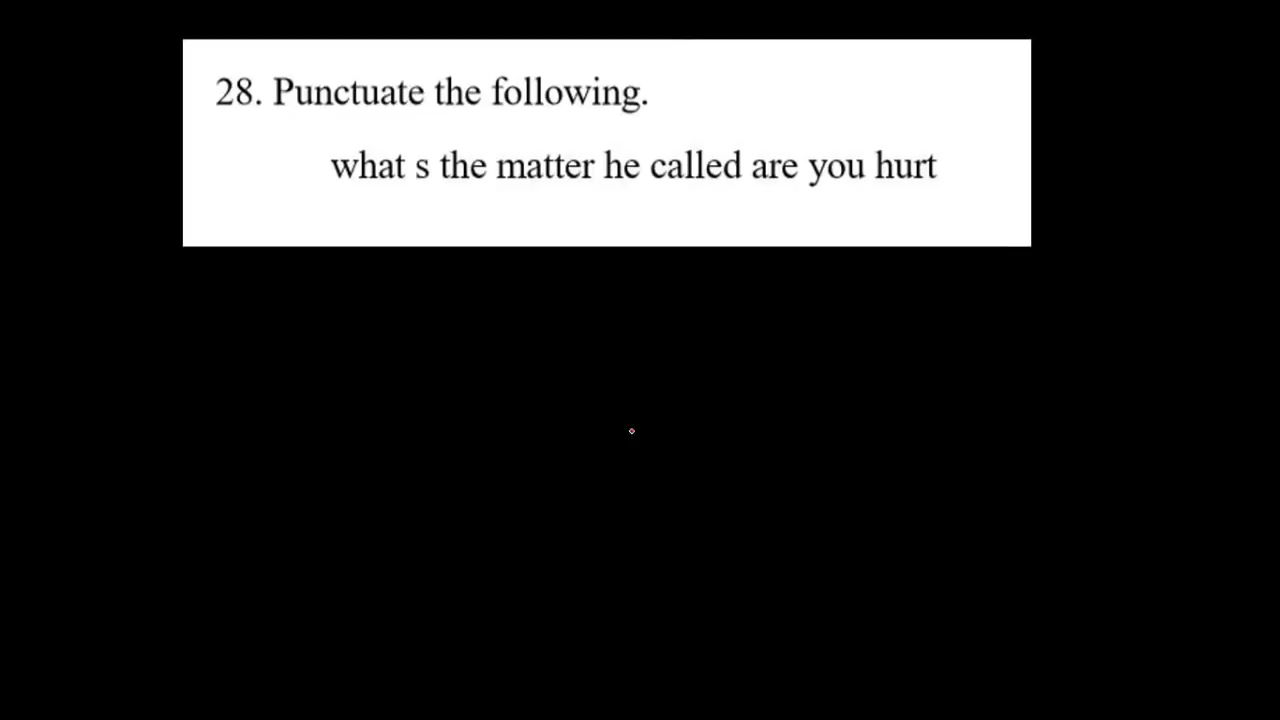 28. Punctuate the following.
what s the matter he called are you hurt